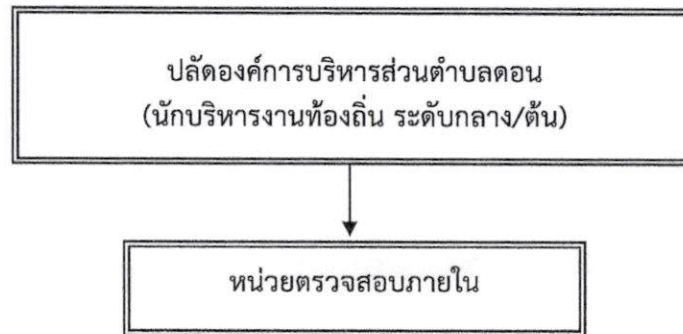 ปลัดองค์การบริหารส่วนตำบลดอน
(นักบริหารงานท้องถิ่น ระดับกลาง/ต้น)
หน่วยตรวจสอบภายใน